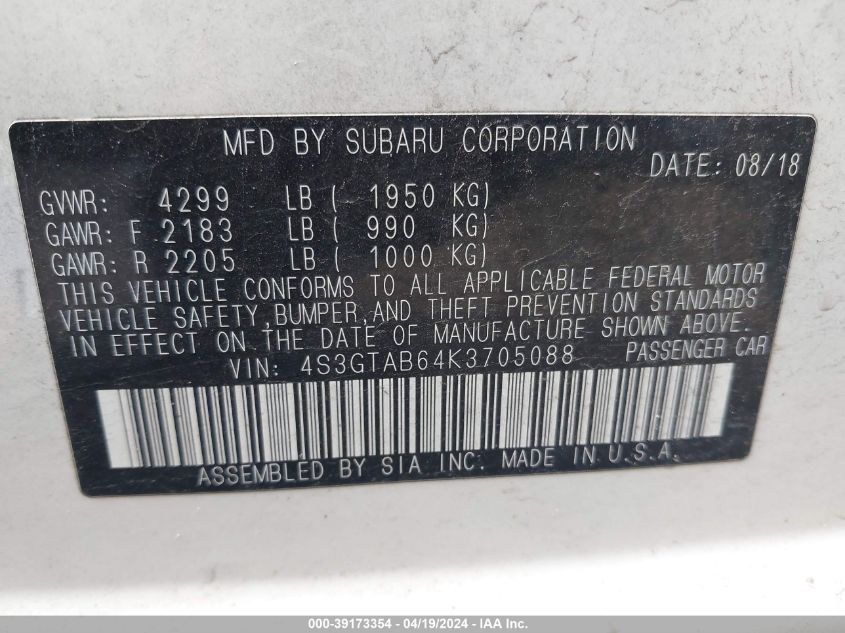 MFD BY SUBARU CORPORATION
DATE: 08/18
GVWR: 4299 LB ( 1950 KG)
GAWR: F 2183 LB ( 990 KG)
GAWR: R 2205 LB ( 1000 KG)
THIS VEHICLE CONFORMS TO ALL APPLICABLE FEDERAL MOTOR
VEHICLE SAFETY,BUMPER,AND THEFT PREVENTION STANDARDS
IN EFFECT ON THE DATE OF MANUFACTURE SHOWN ABOVE.
VIN: 4S3GTAB64K3705088 PASSENGER CAR
ASSEMBLED BY SIA INC. MADE IN U.S.A.
000-39173354 - 04/19/2024 - IAA Inc.